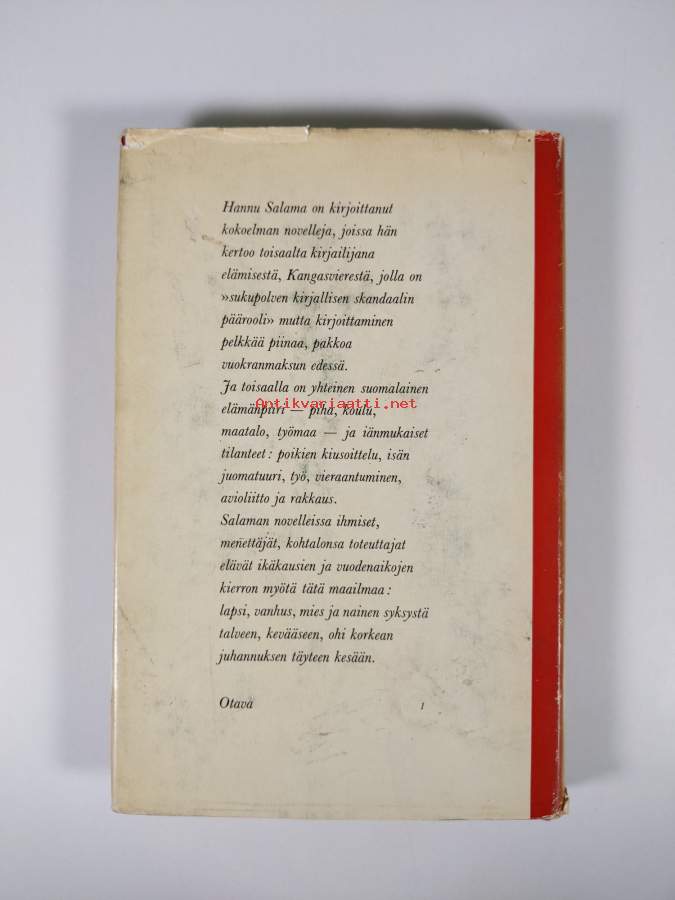 Hannu Salama on kirjoittanut
kokoelman novelleja, joissa hän
kertoo toisaalta kirjailijana
elämisestä, Kangasvierestä, jolla on
»sukupolven kirjallisen skandaalin
päärooli» mutta kirjoittaminen
pelkkää piinaa, pakkoa
vuokranmaksun edessä.
Ja toisaalla on yhteinen suomalainen
Antikvariaatti.net
elämänpiiri — piha, koulu,
maatalo, työmaa — ja iänmukaiset
tilanteet: poikien kiusoittelu, isän
juomatuuri, työ, vieraantuminen,
avioliitto ja rakkaus.
Salaman novelleissa ihmiset,
menettäjät, kohtalonsa toteuttajat
elävät ikäkausien ja vuodenaikojen
kierron myötä tätä maailmaa:
lapsi, vanhus, mies ja nainen syksystä
talveen, kevääseen, ohi korkean
juhannuksen täyteen kesään.
Otava 1